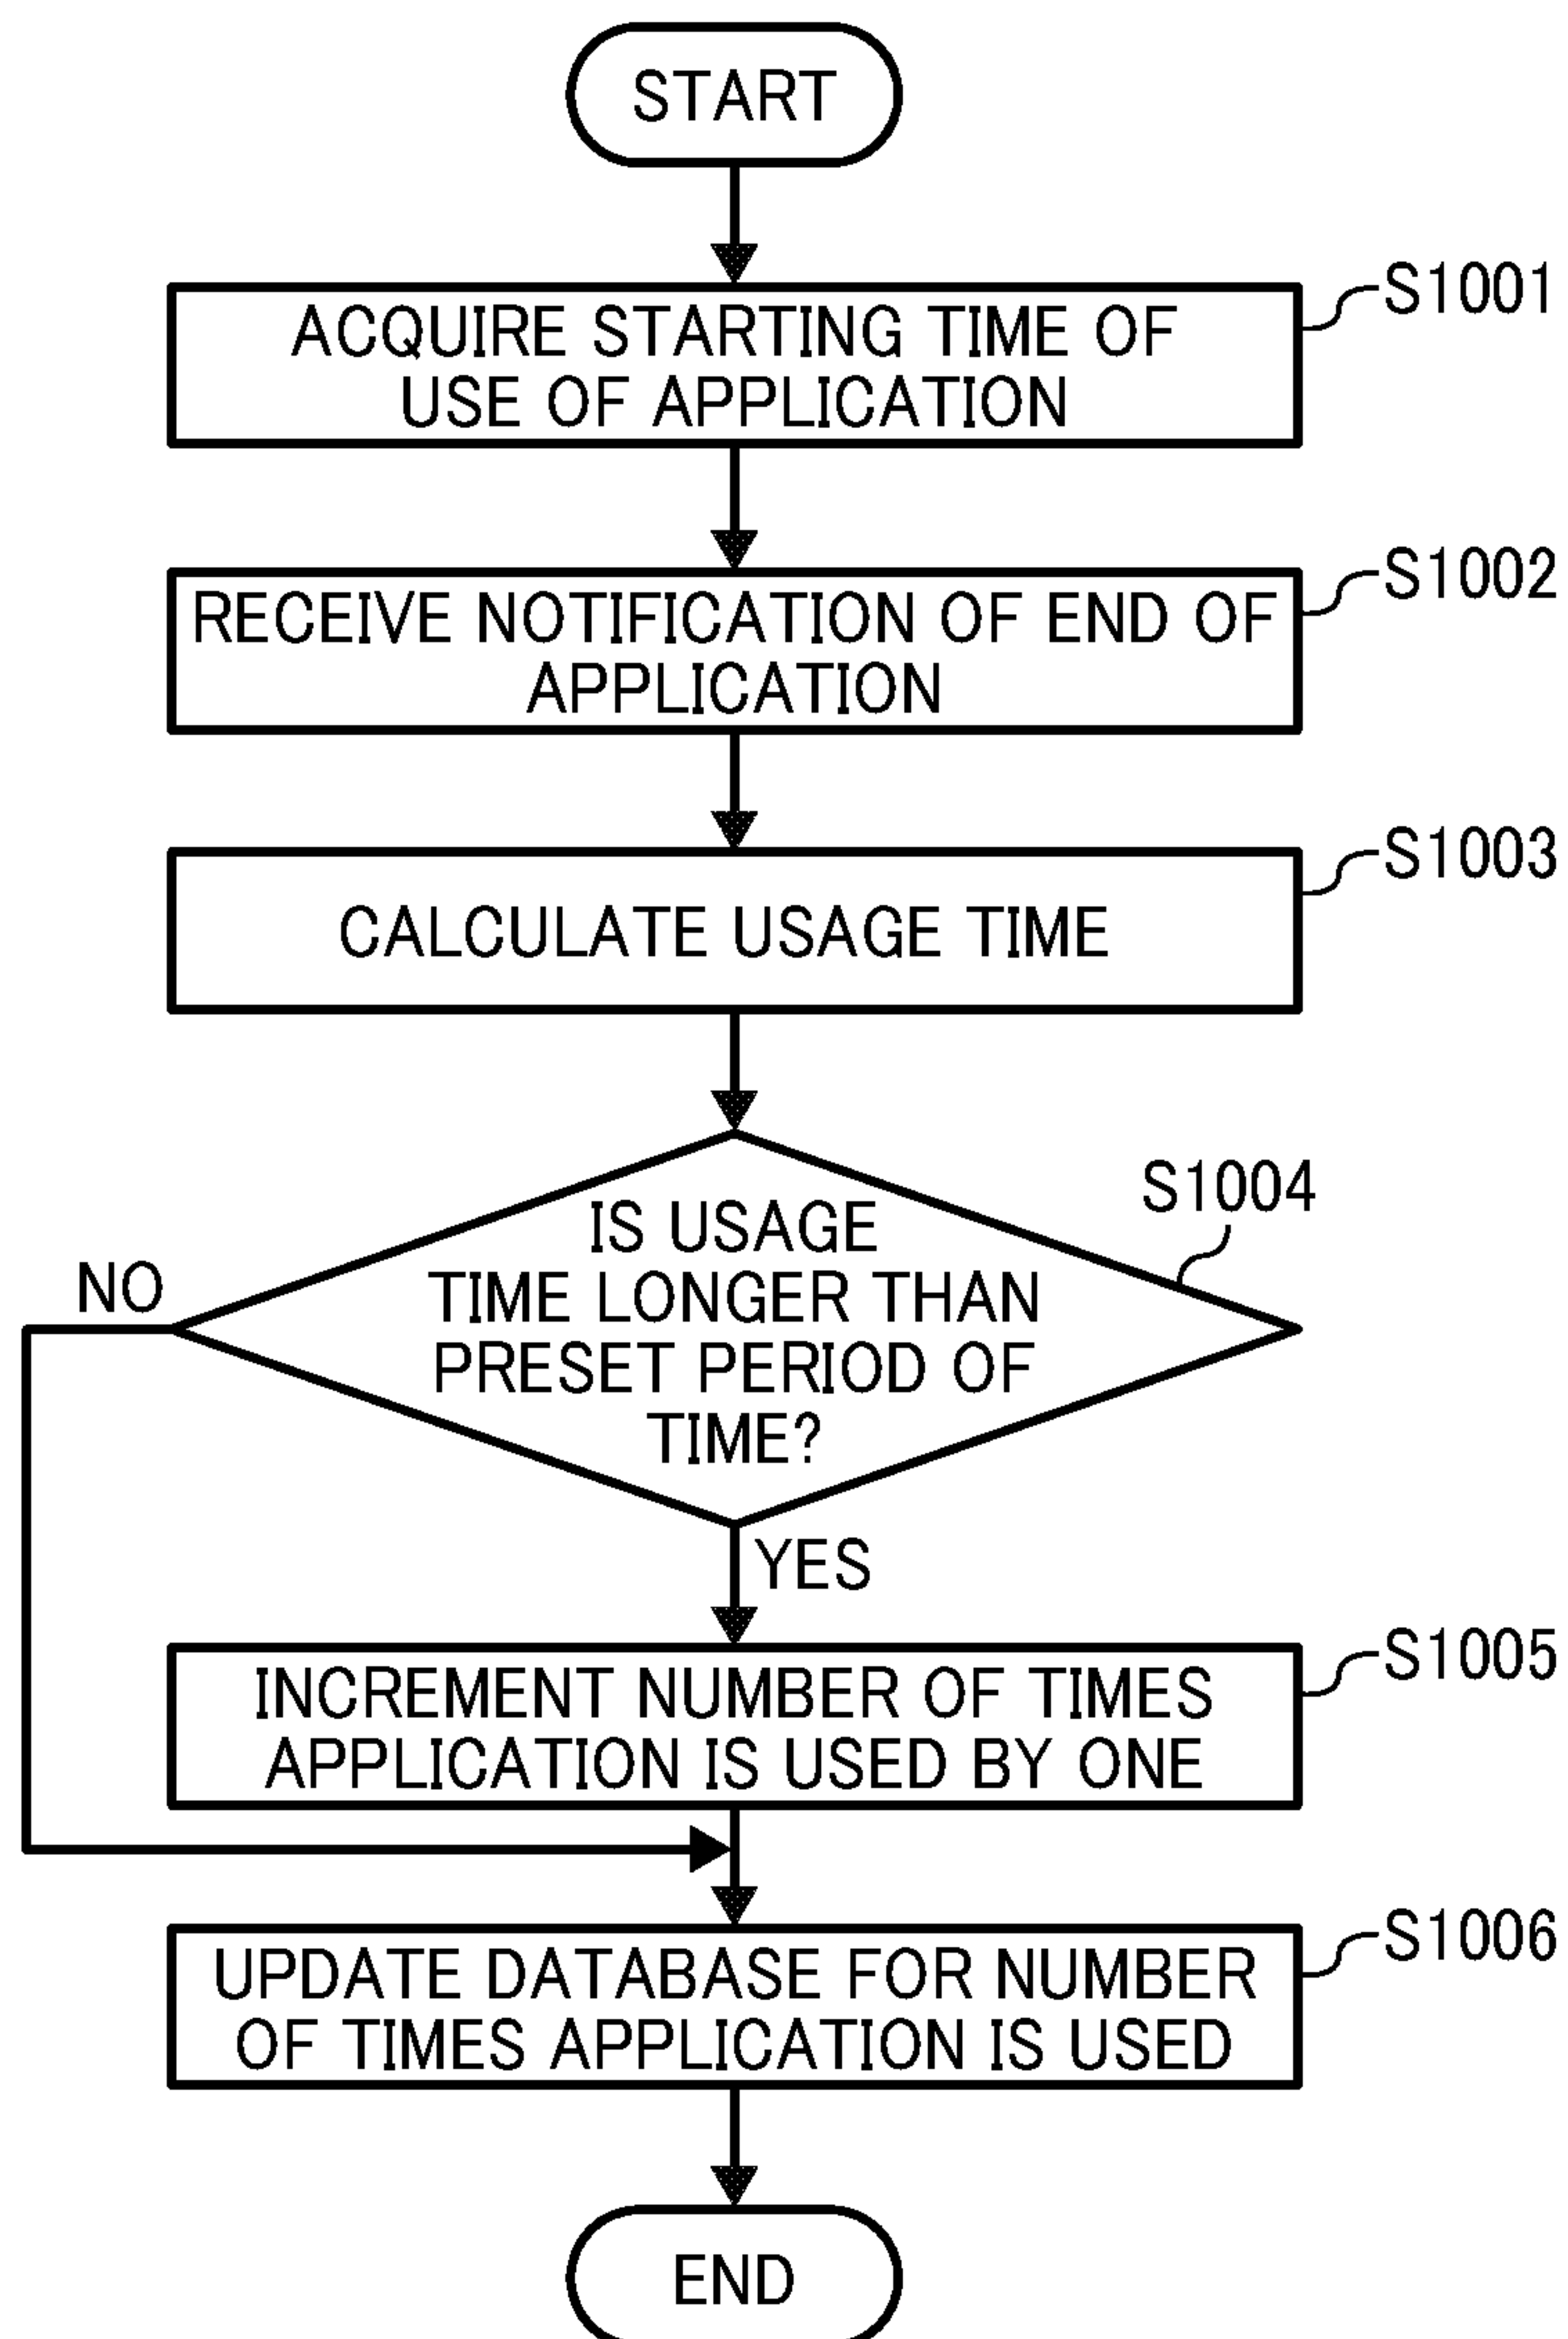 START
S1001
ACQUIRE STARTING TIME OF
USE OF APPLICATION
S1002
RECEIVE NOTIFICATION OF END OF
APPLICATION
S1003
CALCULATE USAGE TIME
S1004
IS USAGE
TIME LONGER THAN
PRESET PERIOD OF
TIME?
NO
YES
S1005
INCREMENT NUMBER OF TIMES
APPLICATION IS USED BY ONE
S1006
UPDATE DATABASE FOR NUMBER
OF TIMES APPLICATION IS USED
END